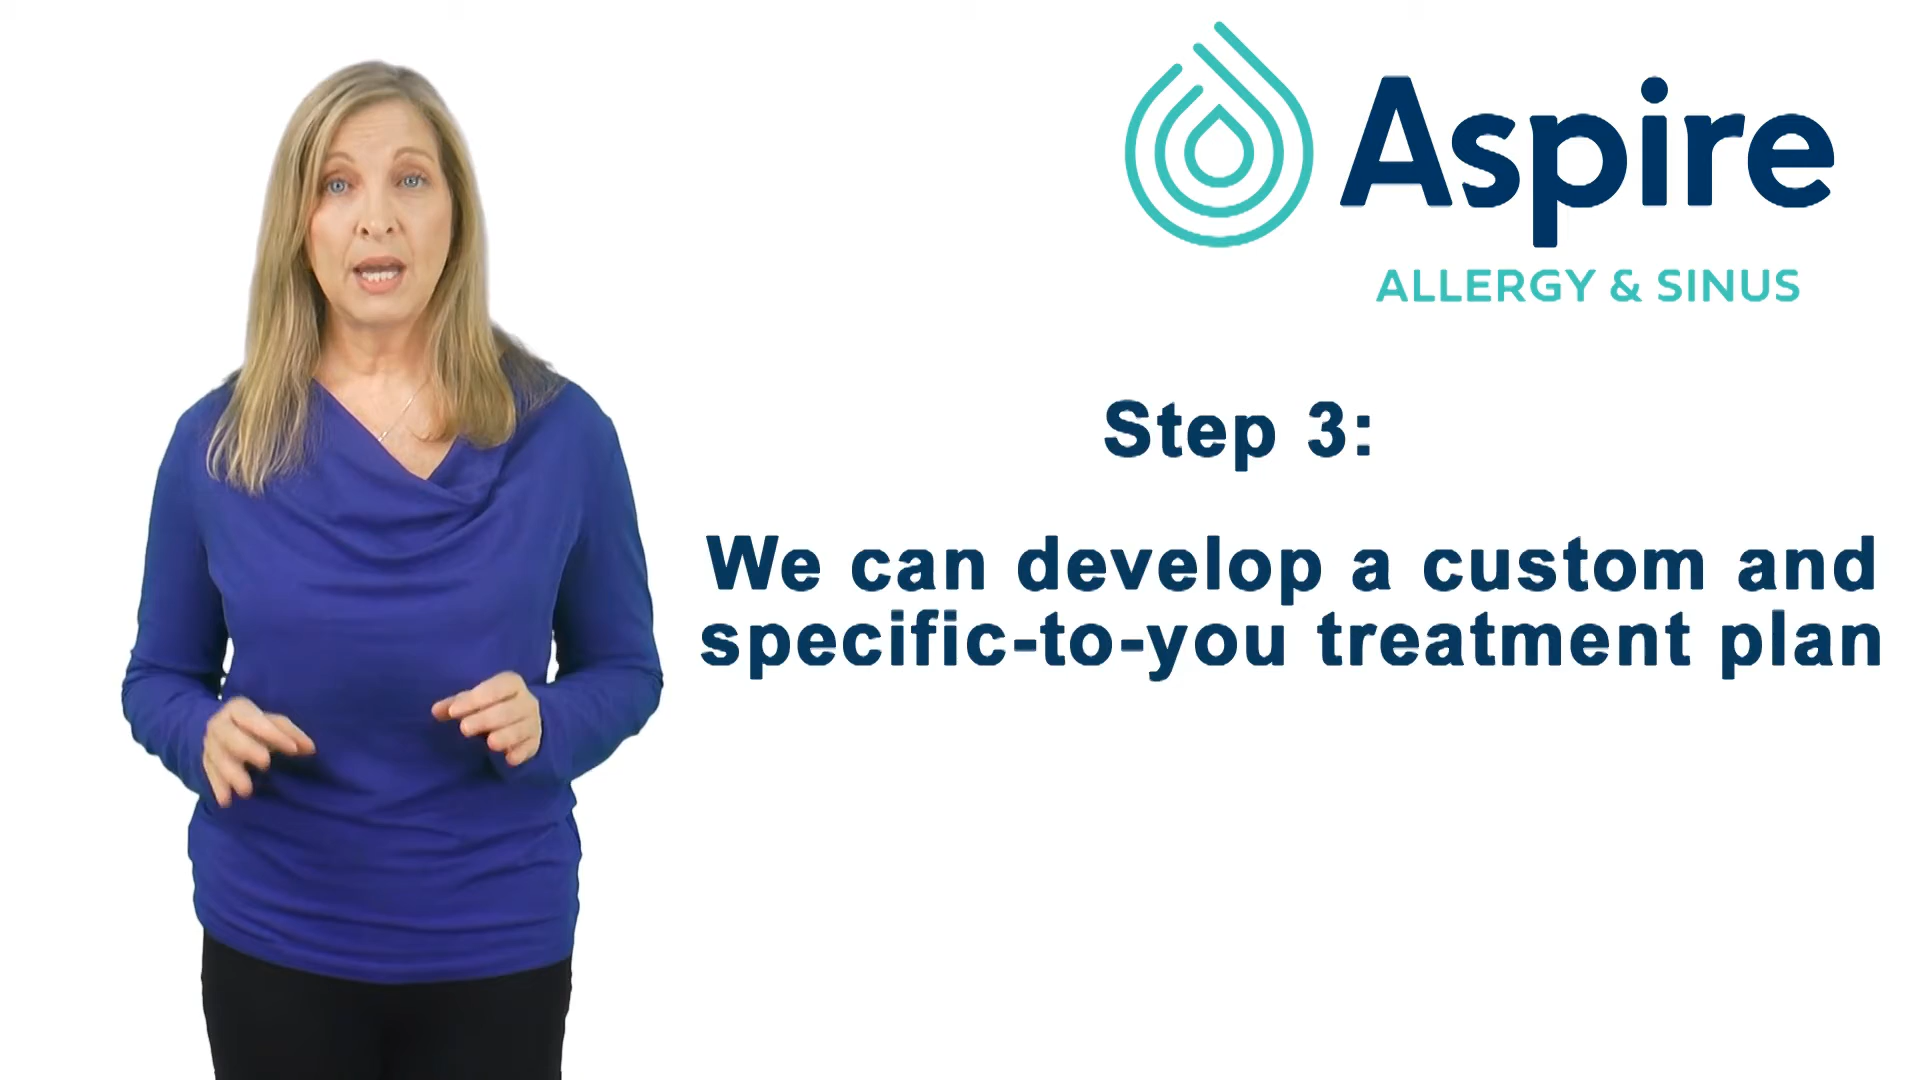 Aspire
ALLERGY & SINUS
Step 3:
We can develop a custom and
specific-to-you treatment plan